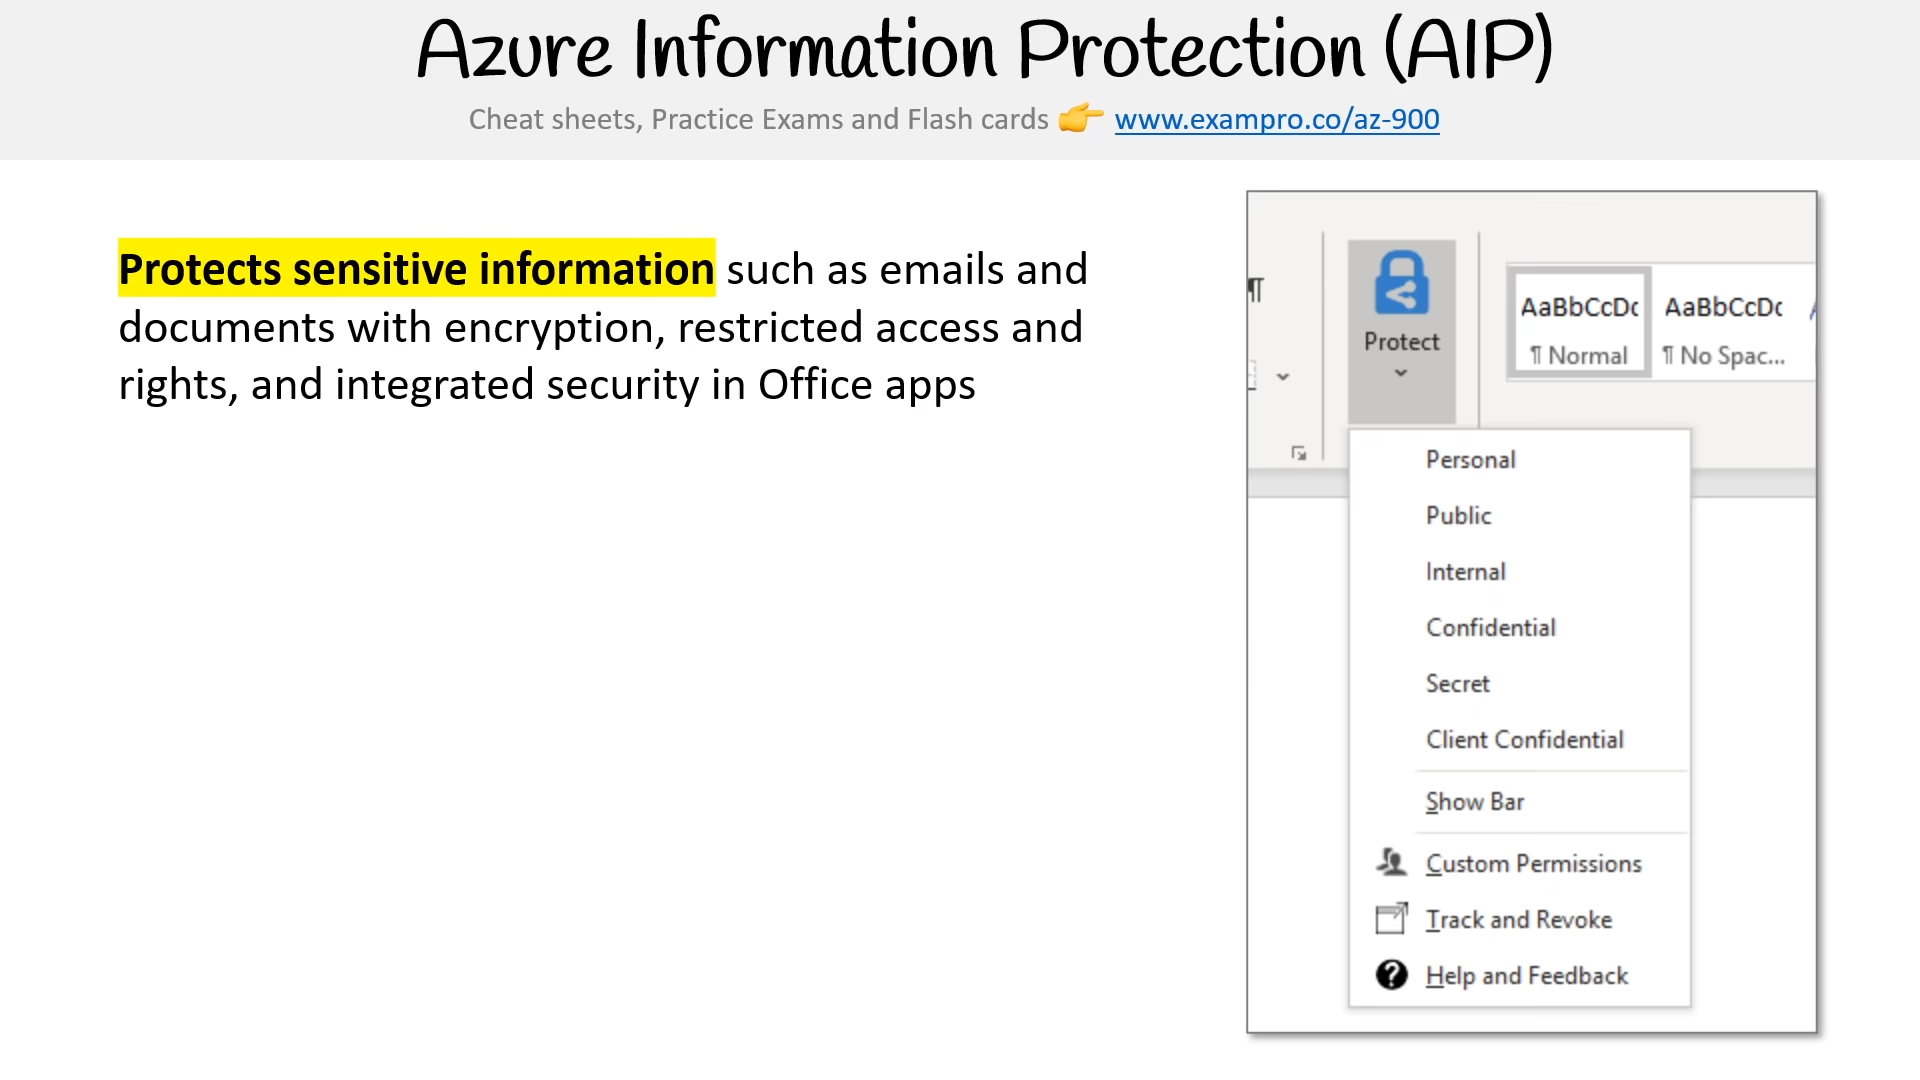 Azure Information Protection (AIP)
Cheat sheets, Practice Exams and Flash cards 👉 www.exampro.co/az-900
Protects sensitive information such as emails and
documents with encryption, restricted access and
rights, and integrated security in Office apps
¶
Protect
AaBbCcDc AaBbCcDc
¶ Normal ¶ No Spac...
Personal
Public
Internal
Confidential
Secret
Client Confidential
Show Bar
Custom Permissions
Track and Revoke
Help and Feedback